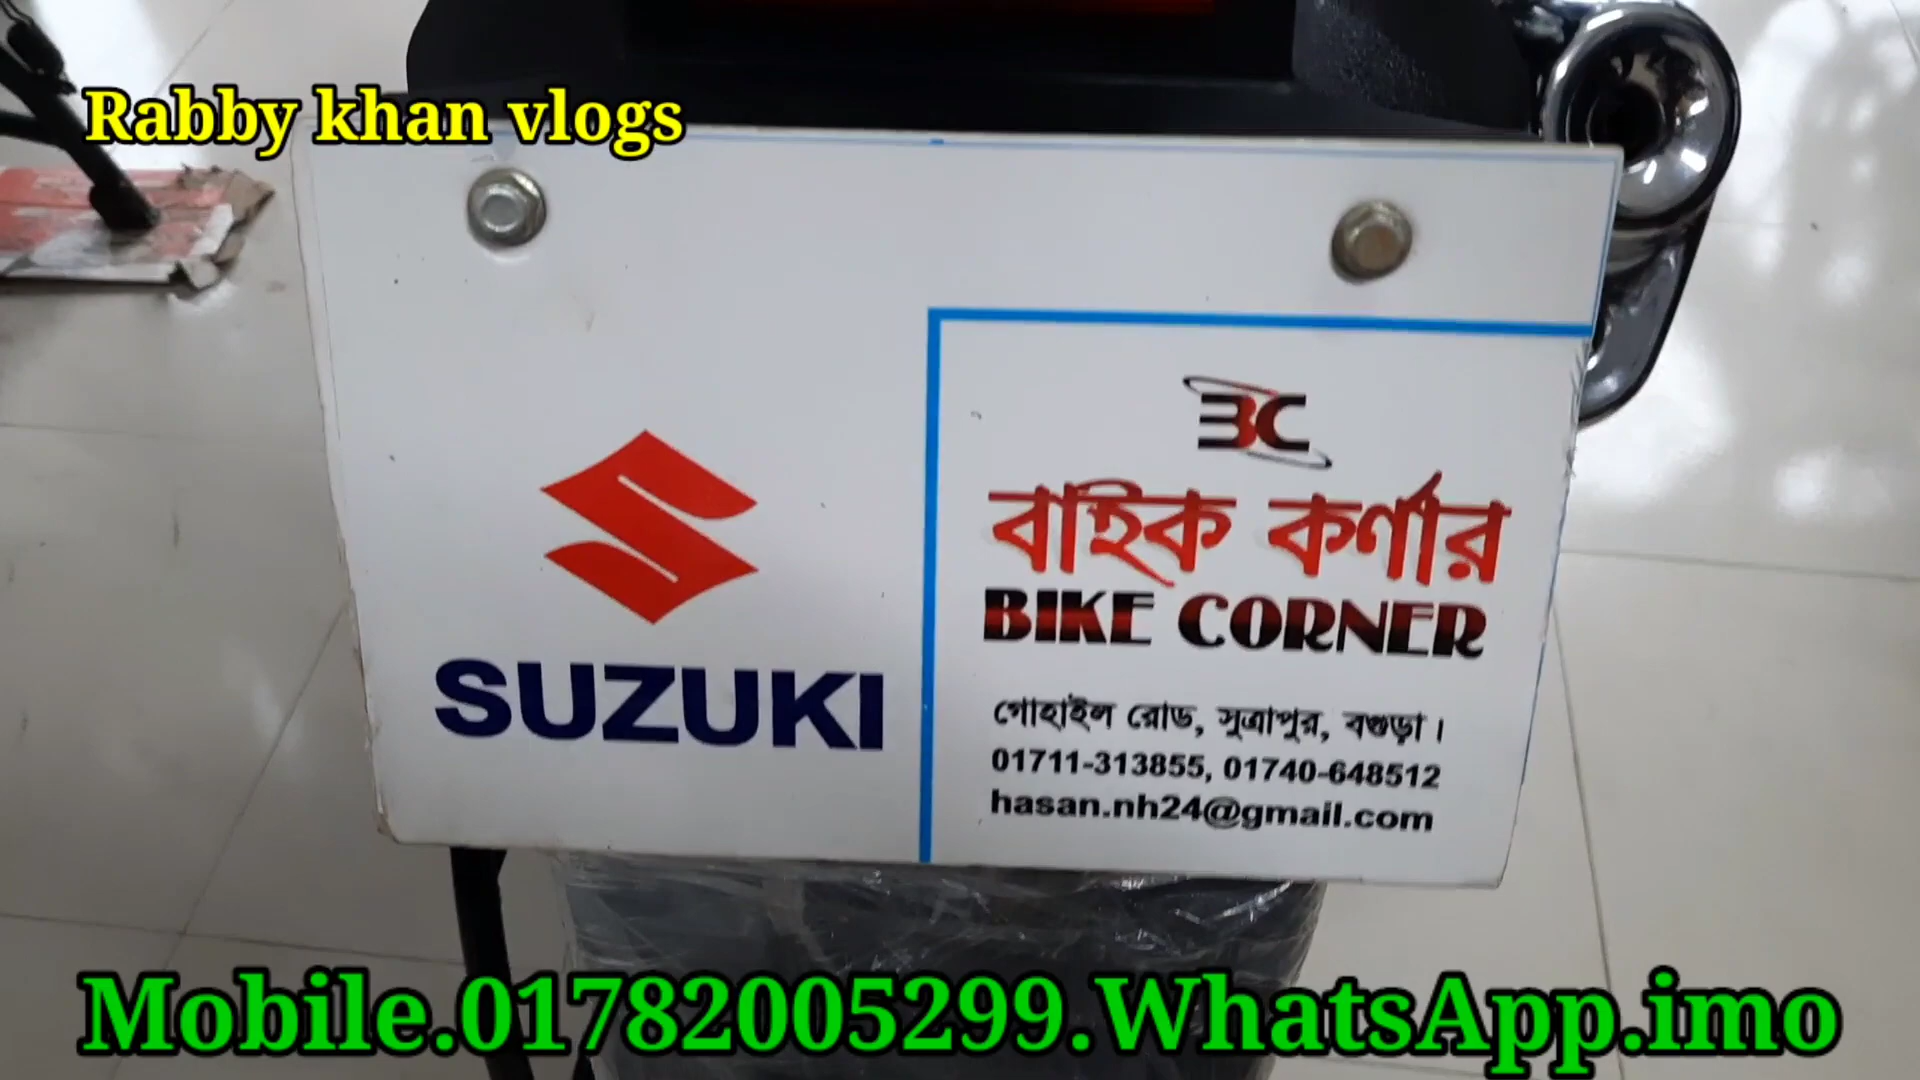 Rabby khan vlogs
BC
বাইক কর্ণার
BIKE CORNER
SUZUKI
গোহাইল রোড, সুত্রাপুর, বগুড়া।
01711-313855, 01740-648512
hasan.nh24@gmail.com
Mobile.01782005299.WhatsApp.imo